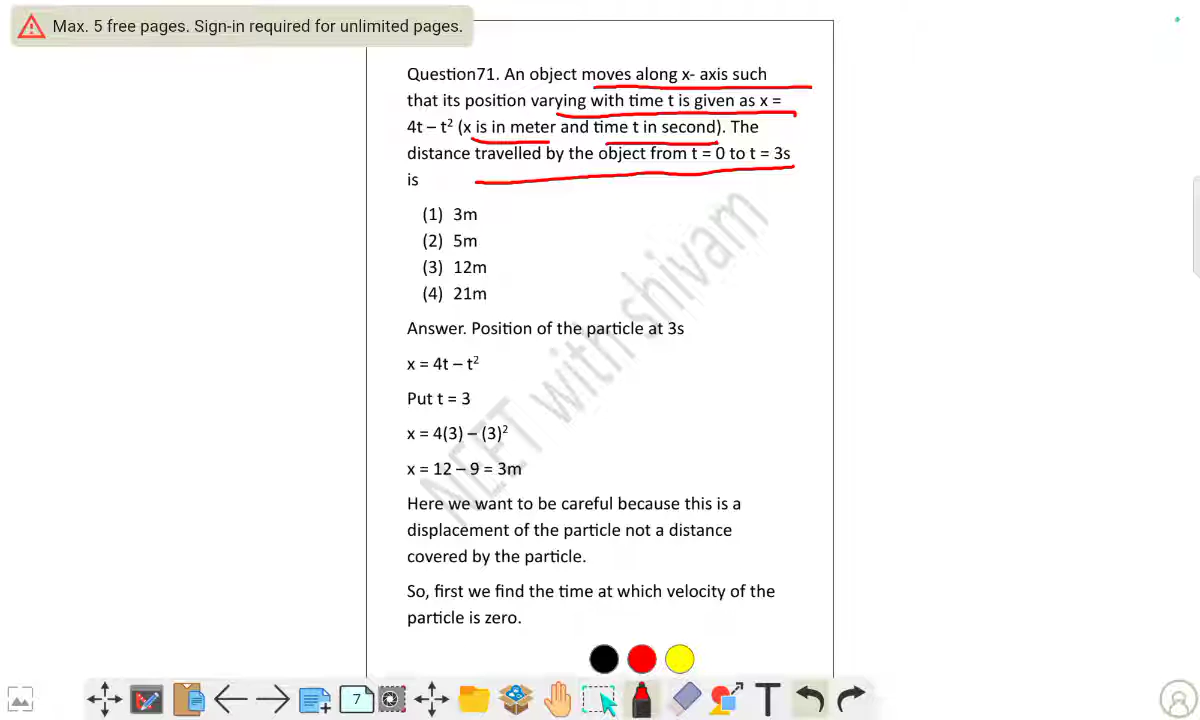 Max. 5 free pages. Sign-in required for unlimited pages.
Question71. An object moves along x- axis such
that its position varying with time t is given as x =
4t – t² (x is in meter and time t in second). The
distance travelled by the object from t = 0 to t = 3s
is
(1) 3m
(2) 5m
(3) 12m
(4) 21m
Answer. Position of the particle at 3s
x = 4t – t²
Put t = 3
x = 4(3) – (3)²
x = 12 – 9 = 3m
Here we want to be careful because this is a
displacement of the particle not a distance
covered by the particle.
So, first we find the time at which velocity of the
particle is zero.
NEET with shivam
7
T